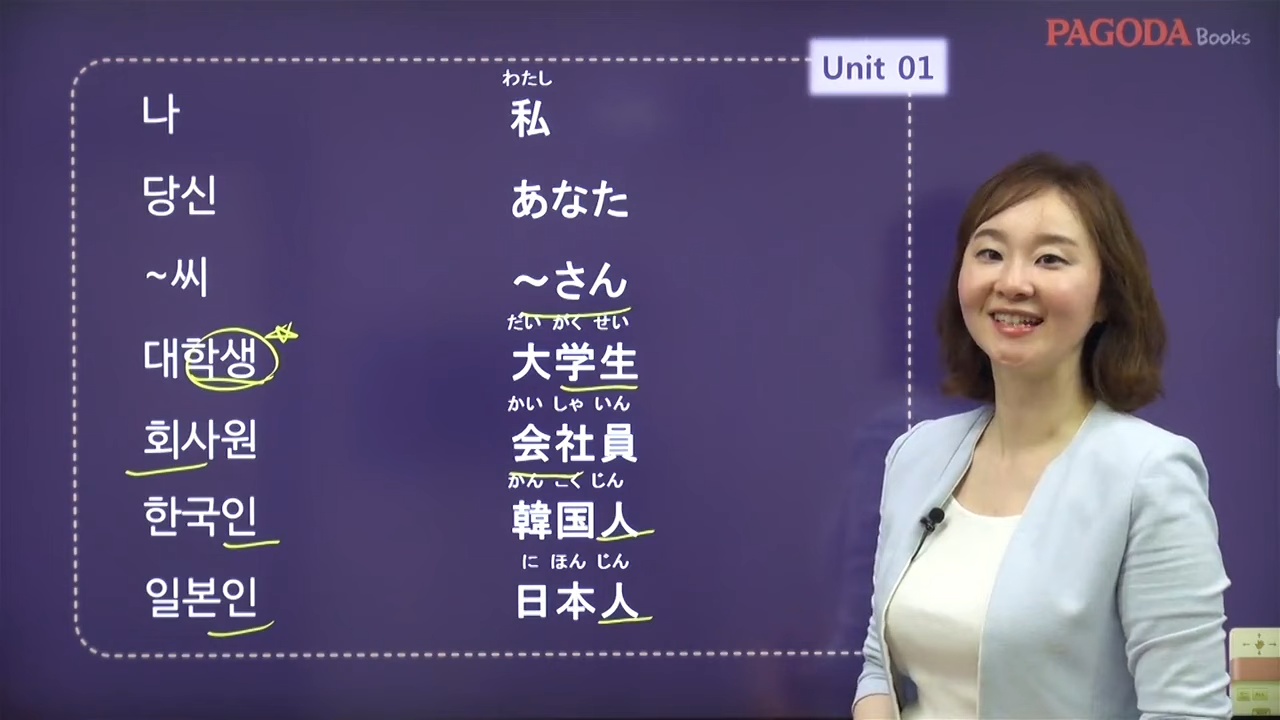 PAGODA Books
Unit 01
나 わたし 私
당신 あなた
~씨 ~さん
대학생 だい がく せい 大学生
회사원 かい しゃ いん 会社員
한국인 かん こく じん 韓国人
일본인 に ほん じん 日本人